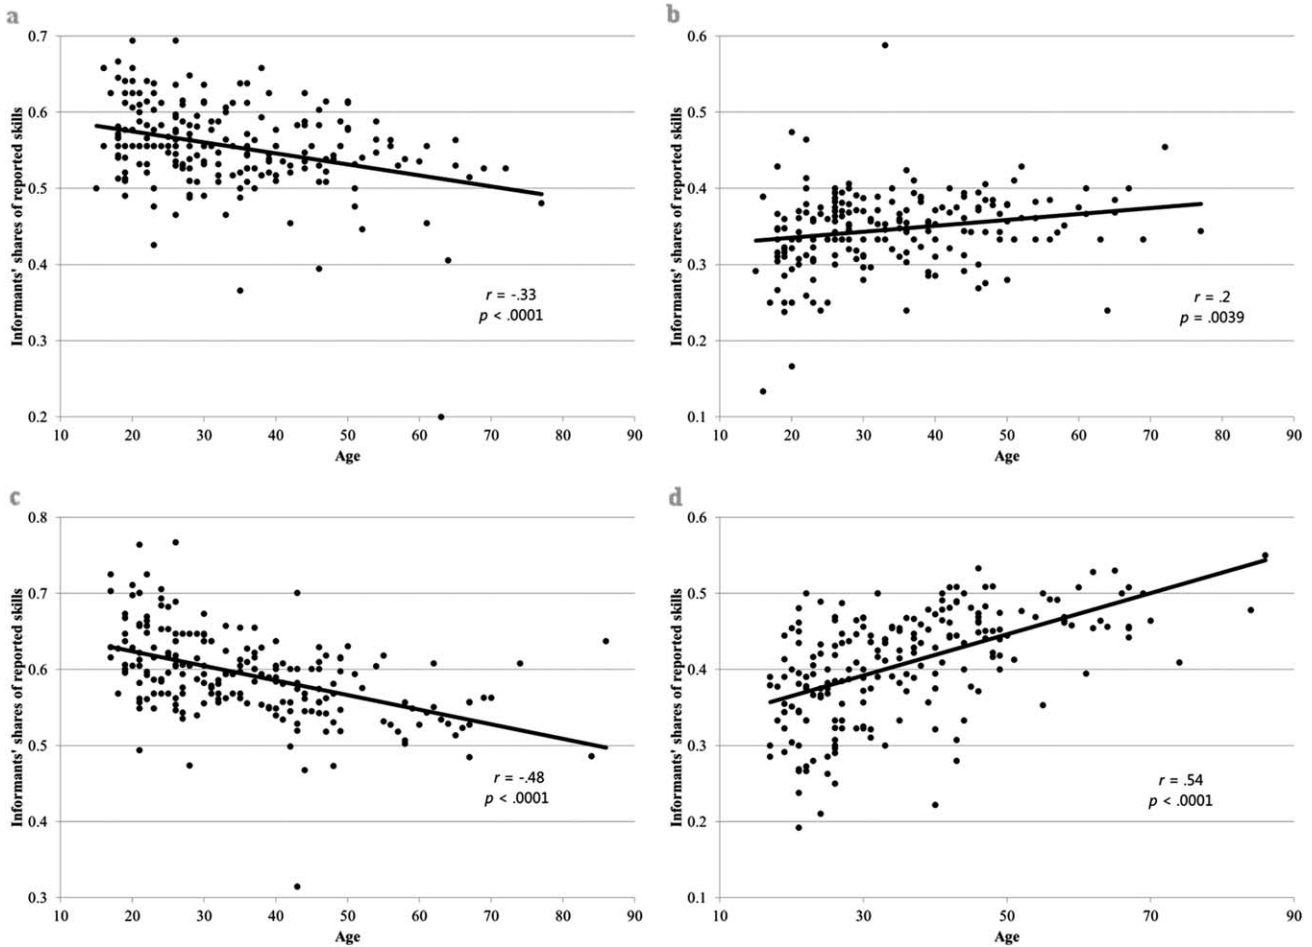 a
0.7
0.6
0.5
0.4
0.3
0.2
Informants' shares of reported skills
r = -.33
p < .0001
10 20 30 40 50 60 70 80 90
Age
b
0.6
0.5
0.4
0.3
0.2
0.1
Informants' shares of reported skills
r = .2
p = .0039
10 20 30 40 50 60 70 80 90
Age
c
0.8
0.7
0.6
0.5
0.4
0.3
Informants' shares of reported skills
r = -.48
p < .0001
10 20 30 40 50 60 70 80 90
Age
d
0.6
0.5
0.4
0.3
0.2
0.1
Informants' shares of reported skills
r = .54
p < .0001
10 30 50 70 90
Age